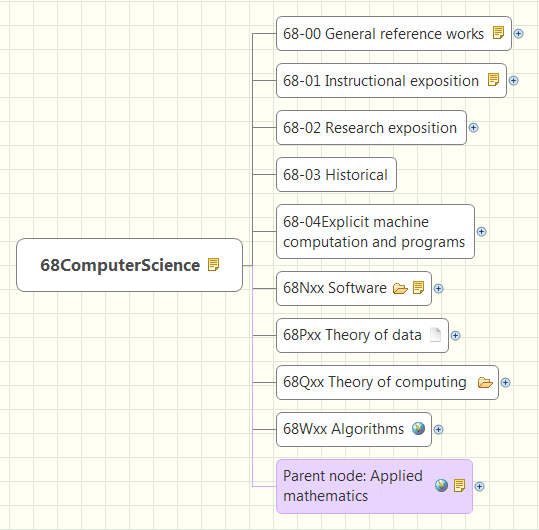 68-00 General reference works
68-01 Instructional exposition
68-02 Research exposition
68-03 Historical
68-04Explicit machine
computation and programs
68ComputerScience
68Nxx Software
68Pxx Theory of data
68Qxx Theory of computing
68Wxx Algorithms
Parent node: Applied
mathematics